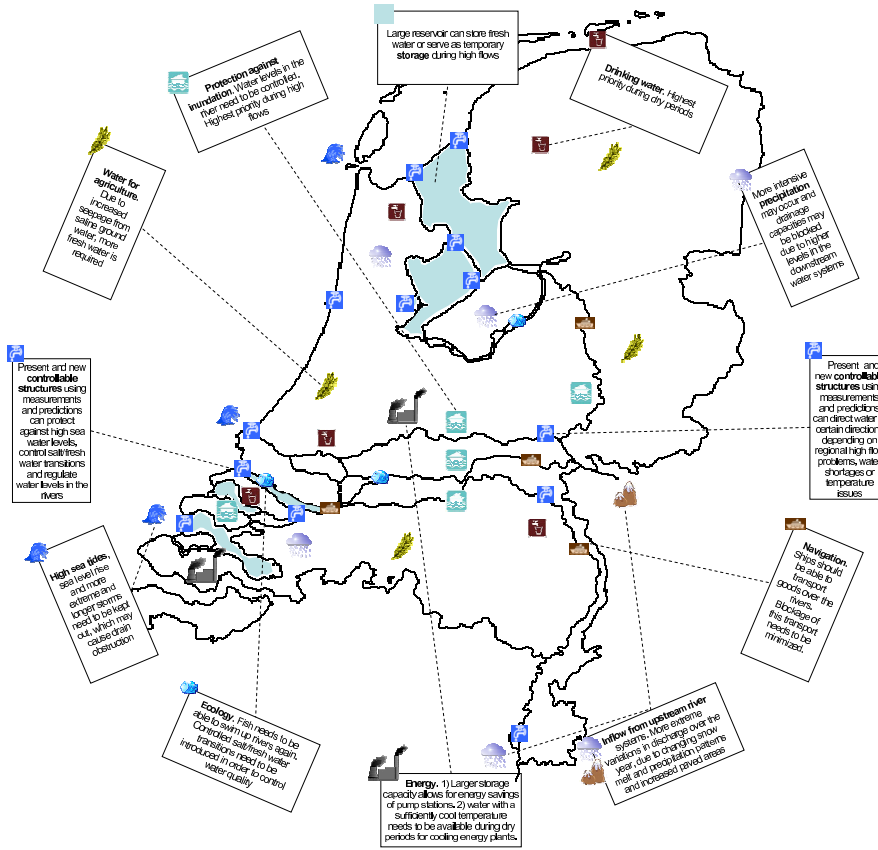 Large reservoir can store fresh
water or serve as temporary
storage during high flows
Protection against
inundation. Water levels in the
river need to be controlled.
Highest priority during high
flows
Drinking water. Highest
priority during dry periods
Water for
agriculture.
Due to
increased
seepage from
saline ground
water, more
fresh water is
required
More intensive
precipitation
may occur and
drainage
capacities may
be blocked
due to higher
levels in the
downstream
water systems
Present and new
controllable
structures using
measurements
and predictions
can protect
against high sea
water levels,
control salt/fresh
water transitions
and regulate
water levels in the
rivers
Present and
new controllabl
structures usin
measurements
and predictions
can direct water
certain direction
depending on
regional high flo
problems, wate
shortages or
temperature
issues
High sea tides,
sea level rise
and more
extreme and
longer storms
need to be kept
out, which may
cause drain
obstruction
Navigation.
Ships should
be able to
transport
goods over the
rivers.
Blockage of
this transport
needs to be
minimized.
Ecology. Fish needs to be
able to swim up rivers again.
Controlled salt/fresh water
transitions need to be
introduced in order to control
water quality
Energy. 1) Larger storage
capacity allows for energy savings
of pump stations. 2) water with a
sufficiently cool temperature
needs to be available during dry
periods for cooling energy plants.
Inflow from upstream river
systems. More extreme
variations in discharge over the
year, due to changing snow
melt and precipitation patterns
and increased paved areas